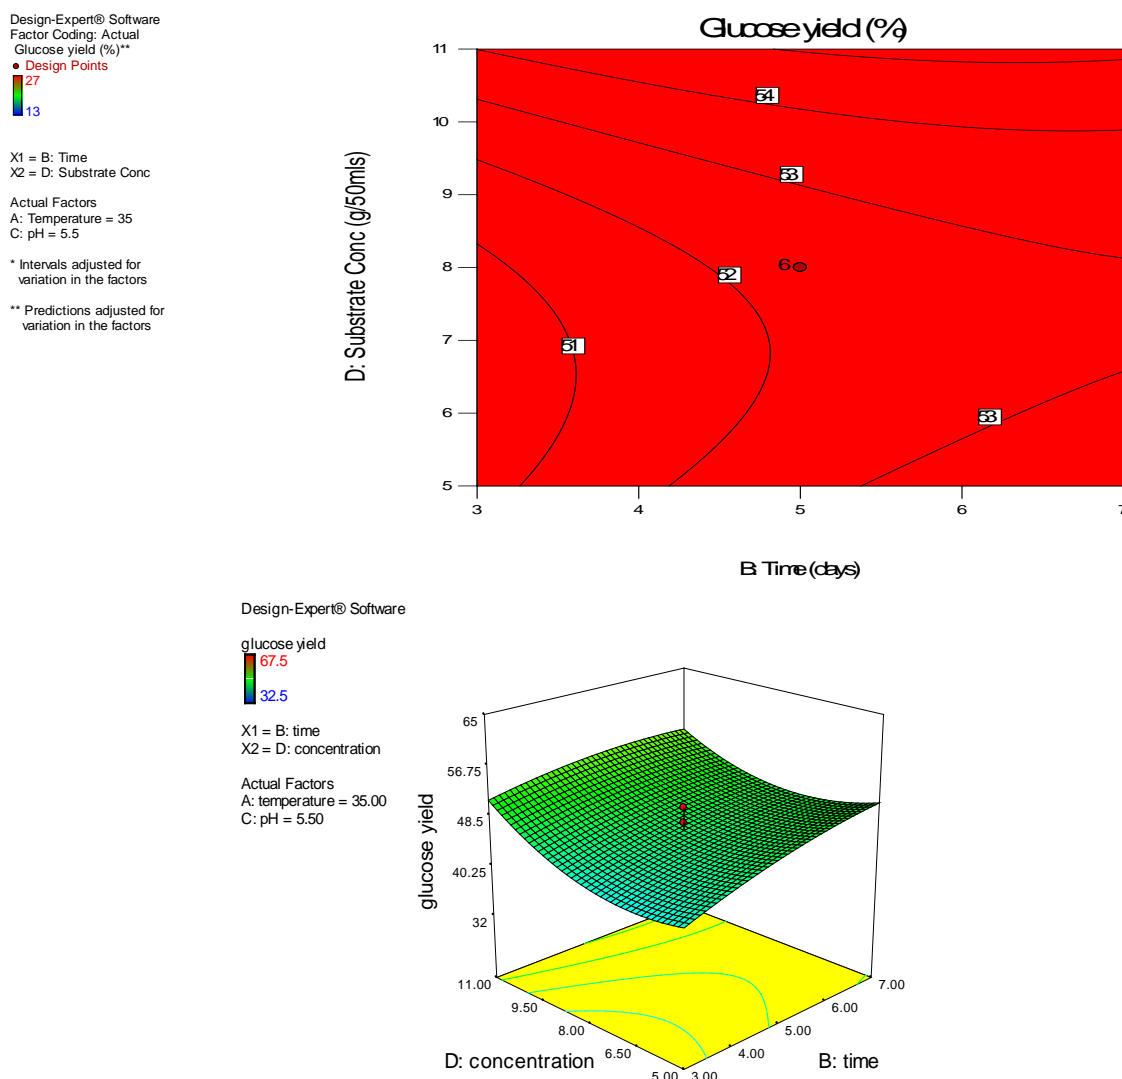 Design-Expert® Software
Factor Coding: Actual
Glucose yield (%)**
Design Points
27
13
X1 = B: Time
X2 = D: Substrate Conc
Actual Factors
A: Temperature = 35
C: pH = 5.5
* Intervals adjusted for
variation in the factors
** Predictions adjusted for
variation in the factors
Glucose yield (%)
D: Substrate Conc (g/50mls)
11
10
9
8
7
6
5
3
4
5
6
7
54
53
52
6
51
53
B: Time (days)
Design-Expert® Software
glucose yield
67.5
32.5
X1 = B: time
X2 = D: concentration
Actual Factors
A: temperature = 35.00
C: pH = 5.50
glucose yield
65
56.75
48.5
40.25
32
11.00
9.50
8.00
6.50
5.00
3.00
4.00
5.00
6.00
7.00
D: concentration
B: time